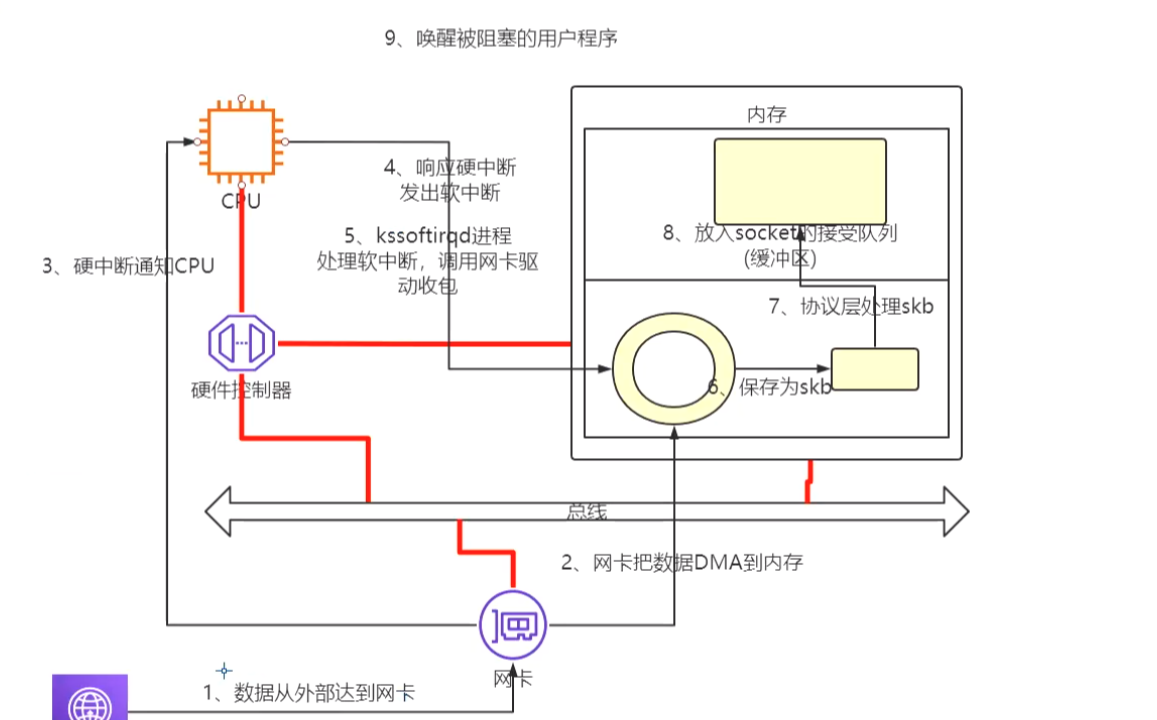 9、唤醒被阻塞的用户程序
内存
4、响应硬中断
发出软中断
CPU
8、放入socket的接受队列
(缓冲区)
5、kssoftirqd进程
处理软中断，调用网卡驱
动收包
3、硬中断通知CPU
7、协议层处理skb
硬件控制器
6、保存为skb
总线
2、网卡把数据DMA到内存
网卡
1、数据从外部达到网卡